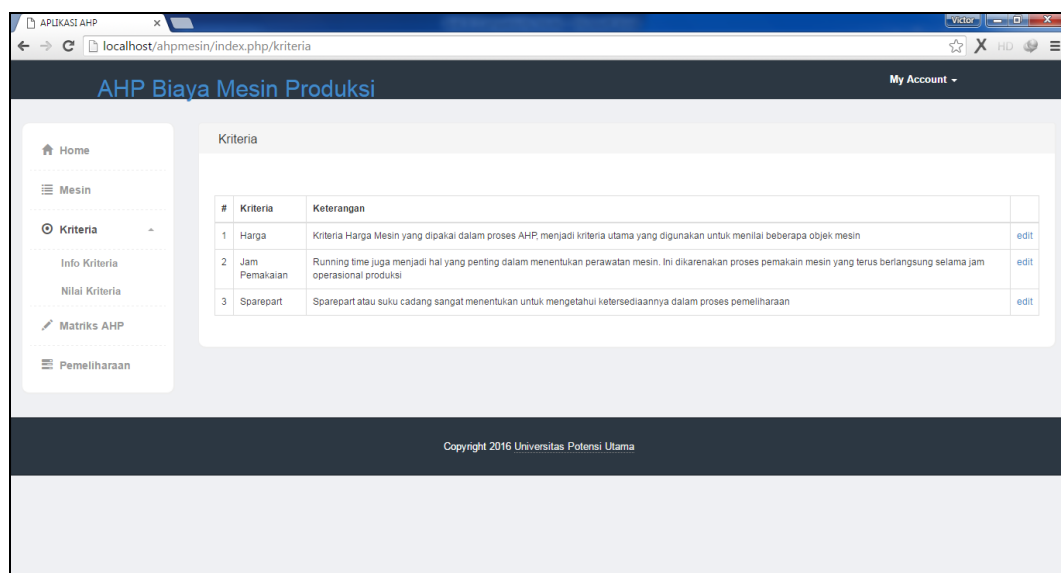 APLIKASI AHP
Victor
localhost/ahpmesin/index.php/kriteria
HD
AHP Biaya Mesin Produksi
My Account
Home
Mesin
Kriteria
Info Kriteria
Nilai Kriteria
Matriks AHP
Pemeliharaan
Kriteria
# Kriteria Keterangan
1 Harga Kriteria Harga Mesin yang dipakai dalam proses AHP, menjadi kriteria utama yang digunakan untuk menilai beberapa objek mesin edit
2 Jam Pemakaian Running time juga menjadi hal yang penting dalam menentukan perawatan mesin. Ini dikarenakan proses pemakain mesin yang terus berlangsung selama jam edit
operasional produksi
3 Sparepart Sparepart atau suku cadang sangat menentukan untuk mengetahui ketersediaannya dalam proses pemeliharaan edit
Copyright 2016 Universitas Potensi Utama